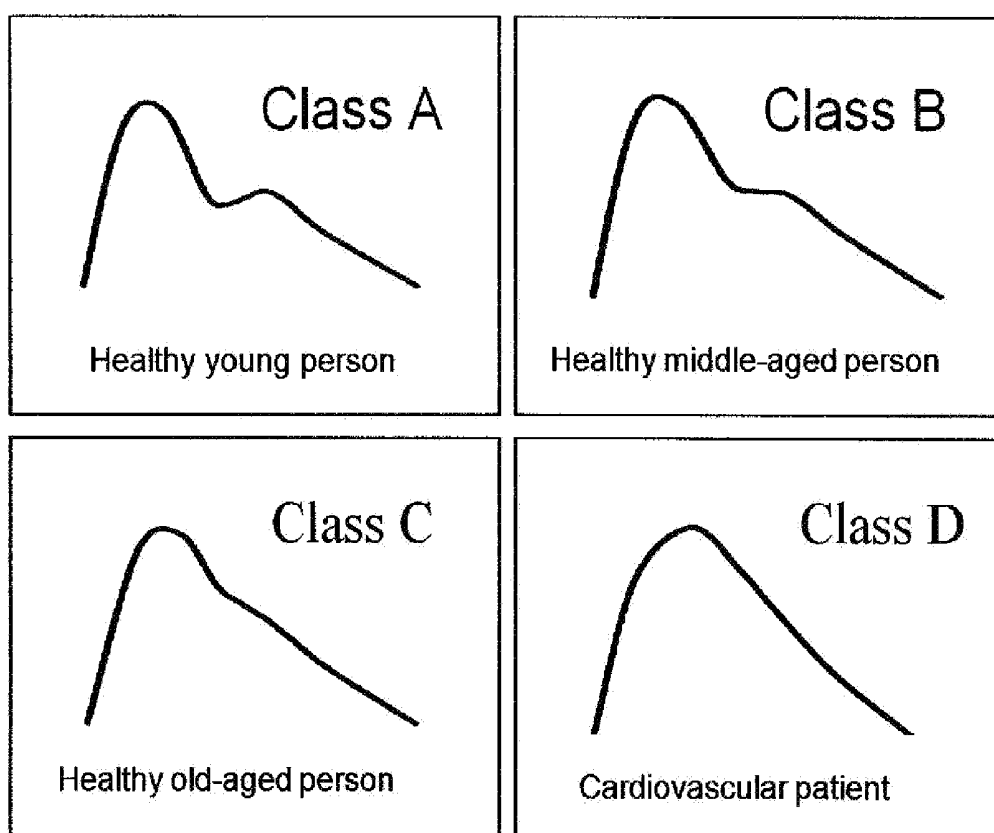 Class A
Healthy young person
Class B
Healthy middle-aged person
Class C
Healthy old-aged person
Class D
Cardiovascular patient